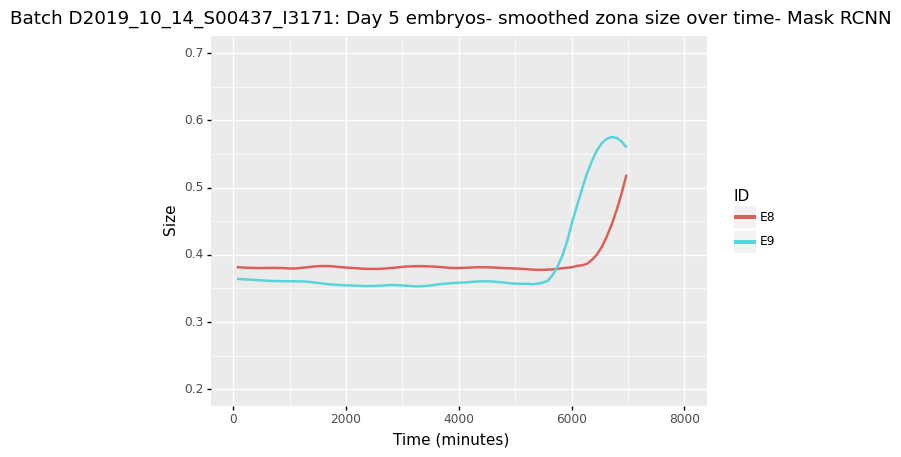 Batch D2019_10_14_S00437_I3171: Day 5 embryos- smoothed zona size over time- Mask RCNN
0.7
0.6
0.5
0.4
0.3
0.2
Size
0 2000 4000 6000 8000
Time (minutes)
ID
E8
E9